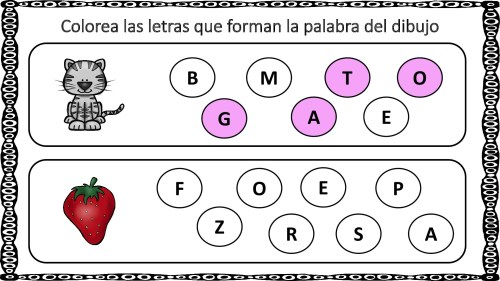 Colorea las letras que forman la palabra del dibujo
B M T O
G A E
F O E P
Z R S A